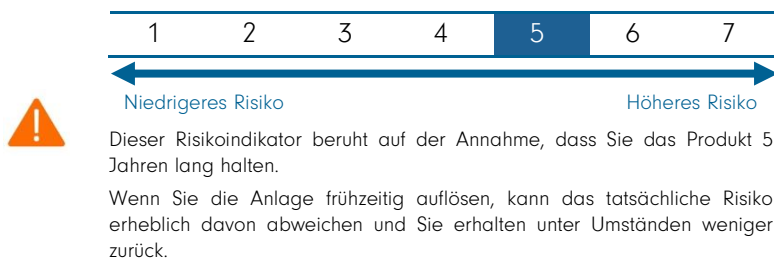 1 2 3 4 5 6 7
Niedrigeres Risiko Höheres Risiko
Dieser Risikoindikator beruht auf der Annahme, dass Sie das Produkt 5
Jahren lang halten.
Wenn Sie die Anlage frühzeitig auflösen, kann das tatsächliche Risiko
erheblich davon abweichen und Sie erhalten unter Umständen weniger
zurück.